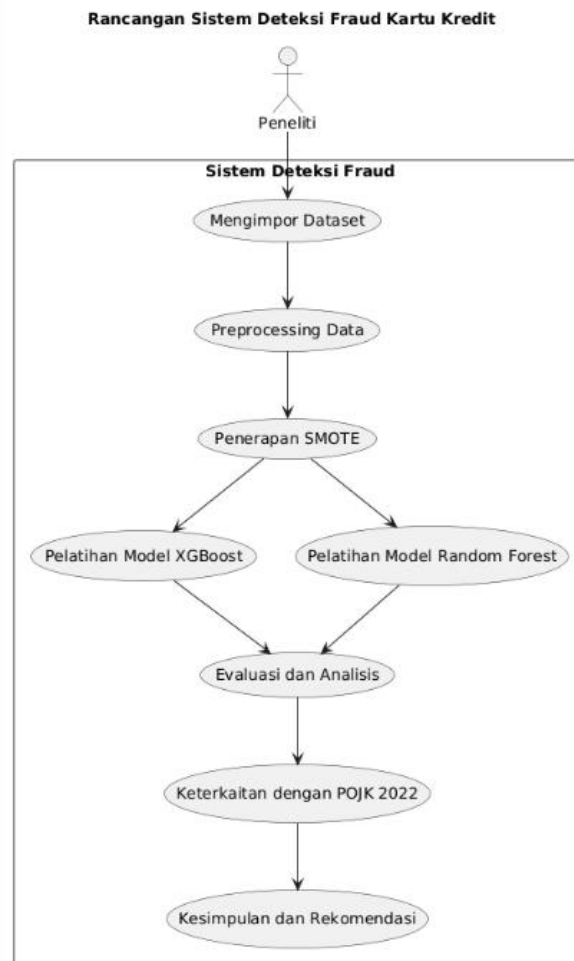 Rancangan Sistem Deteksi Fraud Kartu Kredit
Peneliti
Sistem Deteksi Fraud
Mengimpor Dataset
Preprocessing Data
Penerapan SMOTE
Pelatihan Model XGBoost
Pelatihan Model Random Forest
Evaluasi dan Analisis
Keterkaitan dengan POJK 2022
Kesimpulan dan Rekomendasi